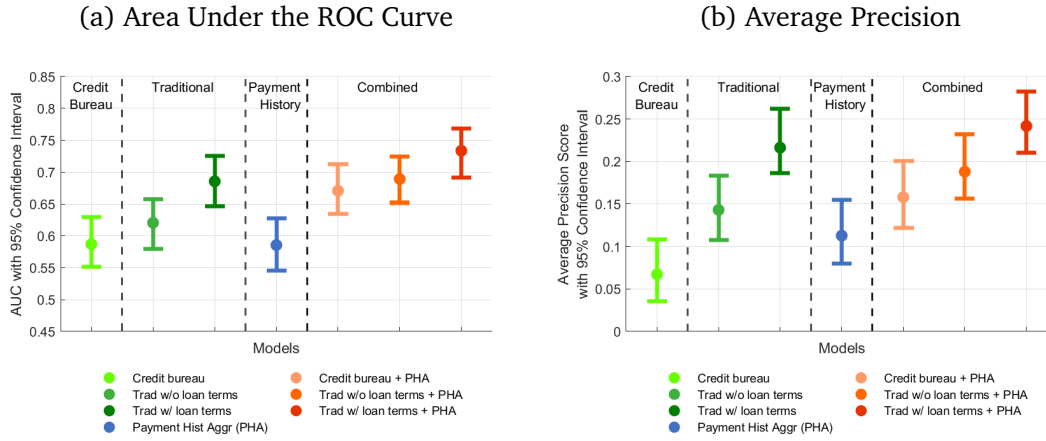 (a) Area Under the ROC Curve
AUC with 95% Confidence Interval
0.85
0.8
0.75
0.7
0.65
0.6
0.55
0.5
0.45
Credit
Bureau
Traditional
Payment
History
Combined
Models
Credit bureau
Trad w/o loan terms
Trad w/ loan terms
Payment Hist Aggr (PHA)
Credit bureau + PHA
Trad w/o loan terms + PHA
Trad w/ loan terms + PHA
(b) Average Precision
Average Precision Score
with 95% Confidence Interval
0.3
0.25
0.2
0.15
0.1
0.05
0
Credit
Bureau
Traditional
Payment
History
Combined
Models
Credit bureau
Trad w/o loan terms
Trad w/ loan terms
Payment Hist Aggr (PHA)
Credit bureau + PHA
Trad w/o loan terms + PHA
Trad w/ loan terms + PHA